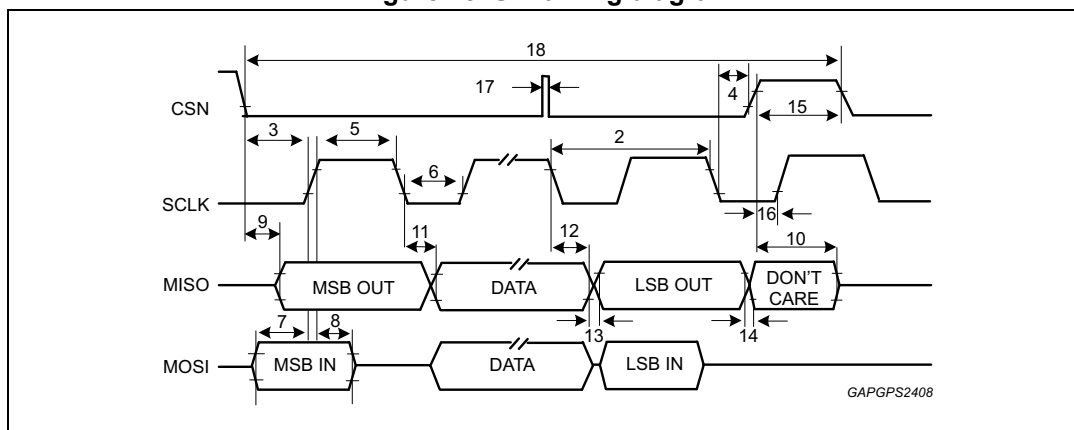 18
17
4
CSN
15
3
5
2
6
SCLK
16
9
11
12
10
MISO
MSB OUT
DATA
LSB OUT
DON'T
CARE
7
8
13
14
MOSI
MSB IN
DATA
LSB IN
GAPGPS2408